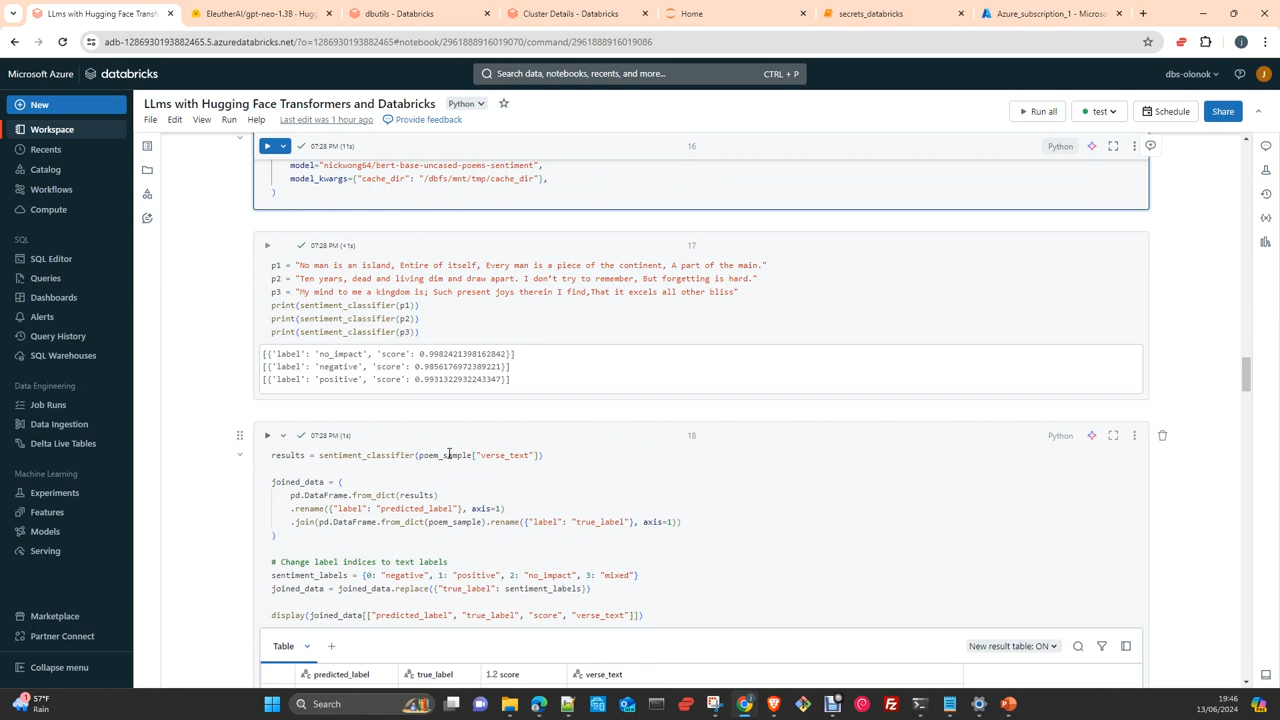 LLms with Hugging Face Transf
EleutherAI/gpt-neo-1.3B · Hugg
dbutils - Databricks
Cluster Details - Databricks
Home
secrets_databricks
Azure_subscription_1 - Microso
adb-1286930193882465.5.azuredatabricks.net/?o=1286930193882465#notebook/2961888916019070/command/2961888916019086
Microsoft Azure
databricks
Search data, notebooks, recents, and more...
CTRL + P
dbs-olonok
J
New
LLms with Hugging Face Transformers and Databricks
Python
File Edit View Run Help
Last edit was 1 hour ago
Provide feedback
Run all
test
Schedule
Share
Workspace
Recents
Catalog
Workflows
Compute
SQL
SQL Editor
Queries
Dashboards
Alerts
Query History
SQL Warehouses
Data Engineering
Job Runs
Data Ingestion
Delta Live Tables
Machine Learning
Experiments
Features
Models
Serving
Marketplace
Partner Connect
Collapse menu
07:28 PM (11s)
16
Python
model="nickwong64/bert-base-uncased-poems-sentiment",
model_kwargs={"cache_dir": "/dbfs/mnt/tmp/cache_dir"},
)
07:28 PM (<1s)
17
p1 = "No man is an island, Entire of itself, Every man is a piece of the continent, A part of the main."
p2 = "Ten years, dead and living dim and draw apart. I don’t try to remember, But forgetting is hard."
p3 = "My mind to me a kingdom is; Such present joys therein I find,That it excels all other bliss"
print(sentiment_classifier(p1))
print(sentiment_classifier(p2))
print(sentiment_classifier(p3))
[{'label': 'no_impact', 'score': 0.9982421398162842}]
[{'label': 'negative', 'score': 0.9856176972389221}]
[{'label': 'positive', 'score': 0.9931322932243347}]
07:28 PM (1s)
18
Python
results = sentiment_classifier(poem_sample["verse_text"])
joined_data = (
pd.DataFrame.from_dict(results)
.rename({"label": "predicted_label"}, axis=1)
.join(pd.DataFrame.from_dict(poem_sample).rename({"label": "true_label"}, axis=1))
)
# Change label indices to text labels
sentiment_labels = {0: "negative", 1: "positive", 2: "no_impact", 3: "mixed"}
joined_data = joined_data.replace({"true_label": sentiment_labels})
display(joined_data[["predicted_label", "true_label", "score", "verse_text"]])
Table
New result table: ON
predicted_label
true_label
1.2 score
verse_text
57°F
Rain
Search
19:46
13/06/2024